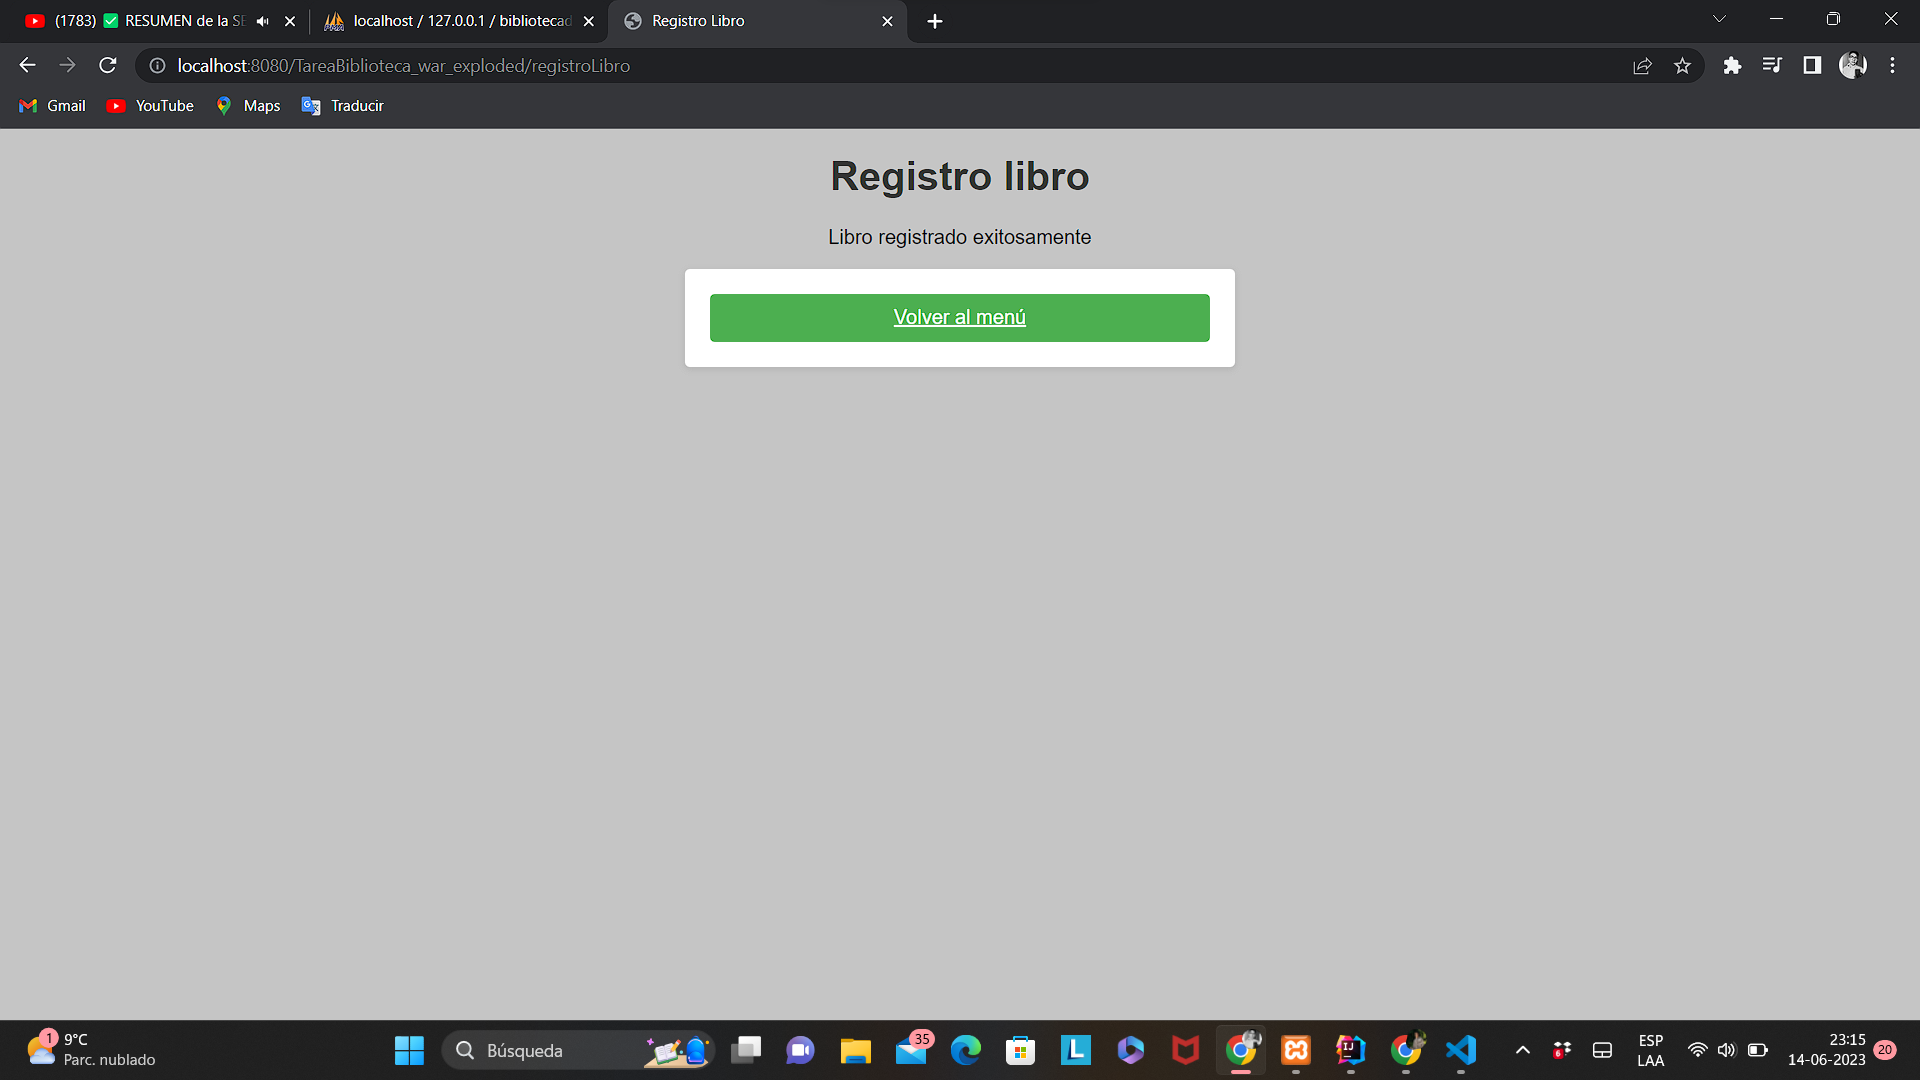 (1783) ✅ RESUMEN de la SE
localhost / 127.0.0.1 / bibliotecad
Registro Libro
localhost:8080/TareaBiblioteca_war_exploded/registroLibro
Gmail
YouTube
Maps
Traducir
Registro libro
Libro registrado exitosamente
Volver al menú
1
9°C
Parc. nublado
Búsqueda
35
L
IJ
6
ESP
LAA
23:15
14-06-2023
20